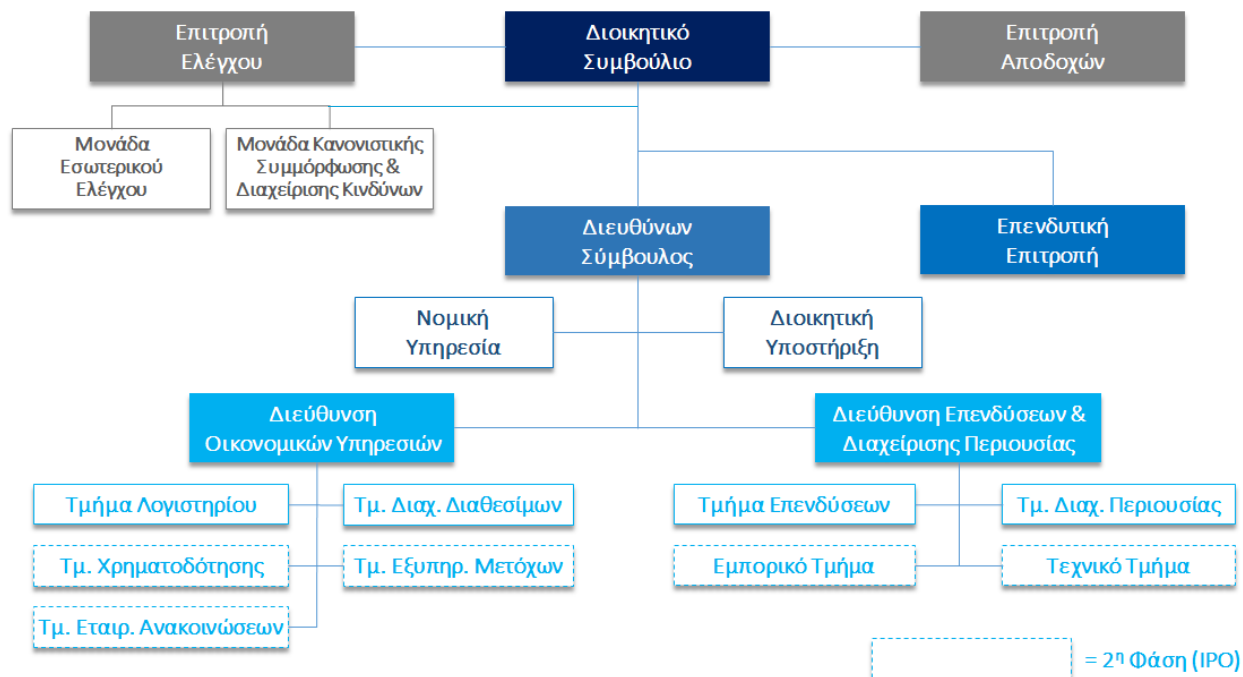 Επιτροπή
Ελέγχου
Διοικητικό
Συμβούλιο
Επιτροπή
Αποδοχών
Μονάδα
Εσωτερικού
Ελέγχου
Μονάδα Κανονιστικής
Συμμόρφωσης &
Διαχείρισης Κινδύνων
Διευθύνων
Σύμβουλος
Επενδυτική
Επιτροπή
Νομική
Υπηρεσία
Διοικητική
Υποστήριξη
Διεύθυνση
Οικονομικών Υπηρεσιών
Διεύθυνση Επενδύσεων &
Διαχείρισης Περιουσίας
Τμήμα Λογιστηρίου
Τμ. Διαχ. Διαθεσίμων
Τμήμα Επενδύσεων
Τμ. Διαχ. Περιουσίας
Τμ. Χρηματοδότησης
Τμ. Εξυπηρ. Μετόχων
Εμπορικό Τμήμα
Τεχνικό Τμήμα
Τμ. Εταιρ. Ανακοινώσεων
= 2η Φάση (IPO)